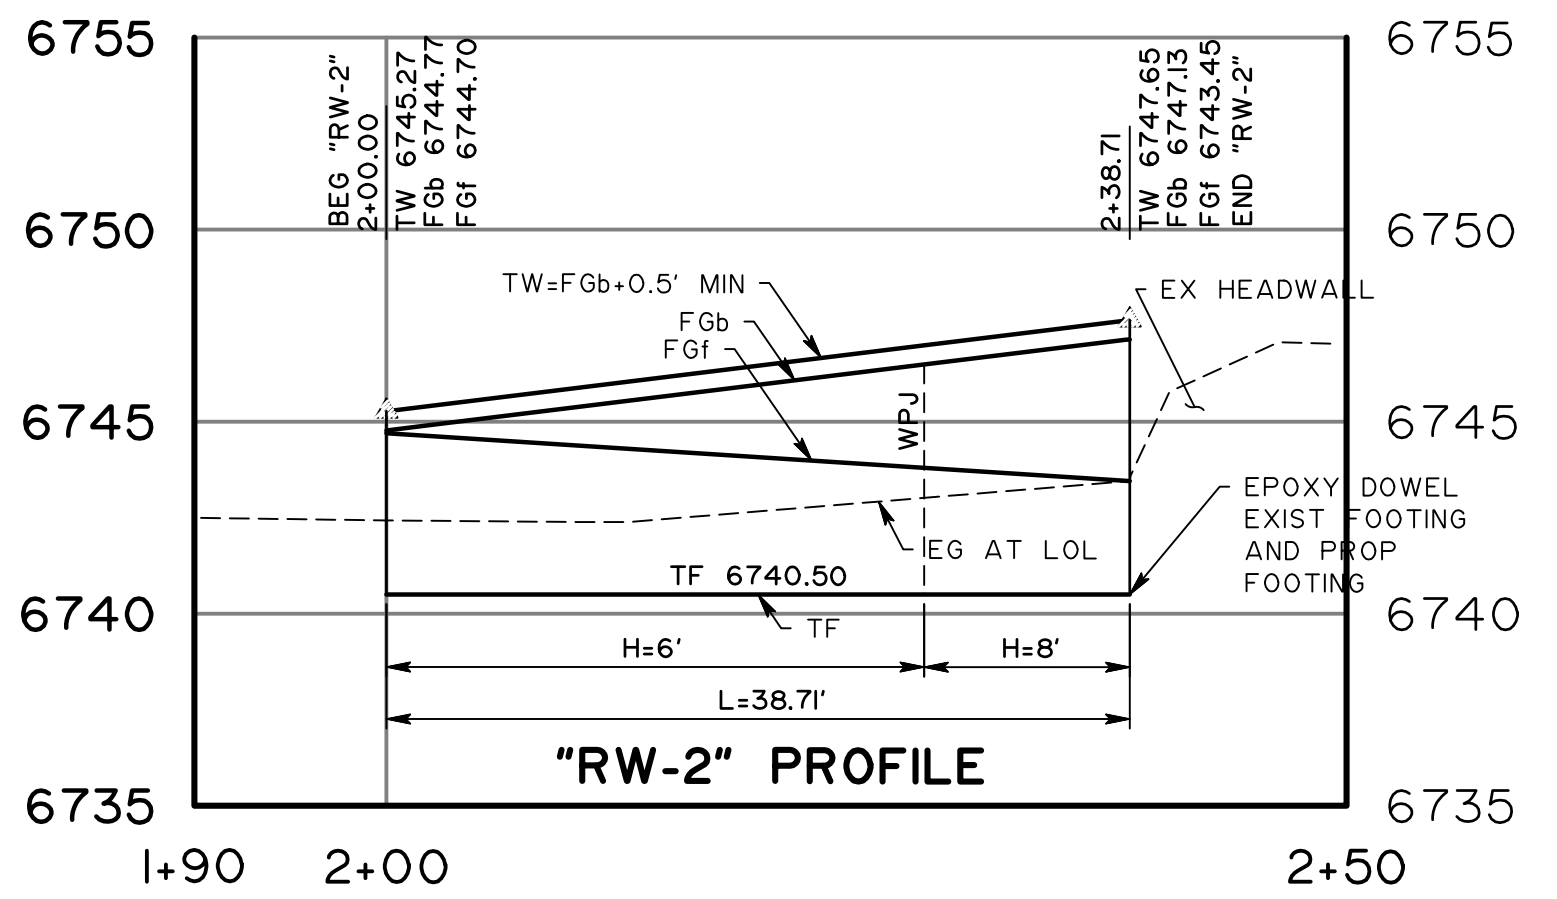 6755
6755
BEG "RW-2"
2+00.00
TW 6745.27
FGb 6744.77
FGf 6744.70
2+38.71
TW 6747.65
FGb 6747.13
FGf 6743.45
END "RW-2"
6750
6750
TW=FGb+0.5' MIN
EX HEADWALL
FGb
FGf
WPJ
6745
6745
EPOXY DOWEL
EXIST FOOTING
AND PROP
FOOTING
EG AT LOL
TF 6740.50
6740
6740
TF
H=6'
H=8'
L=38.71'
"RW-2" PROFILE
6735
6735
1+90
2+00
2+50